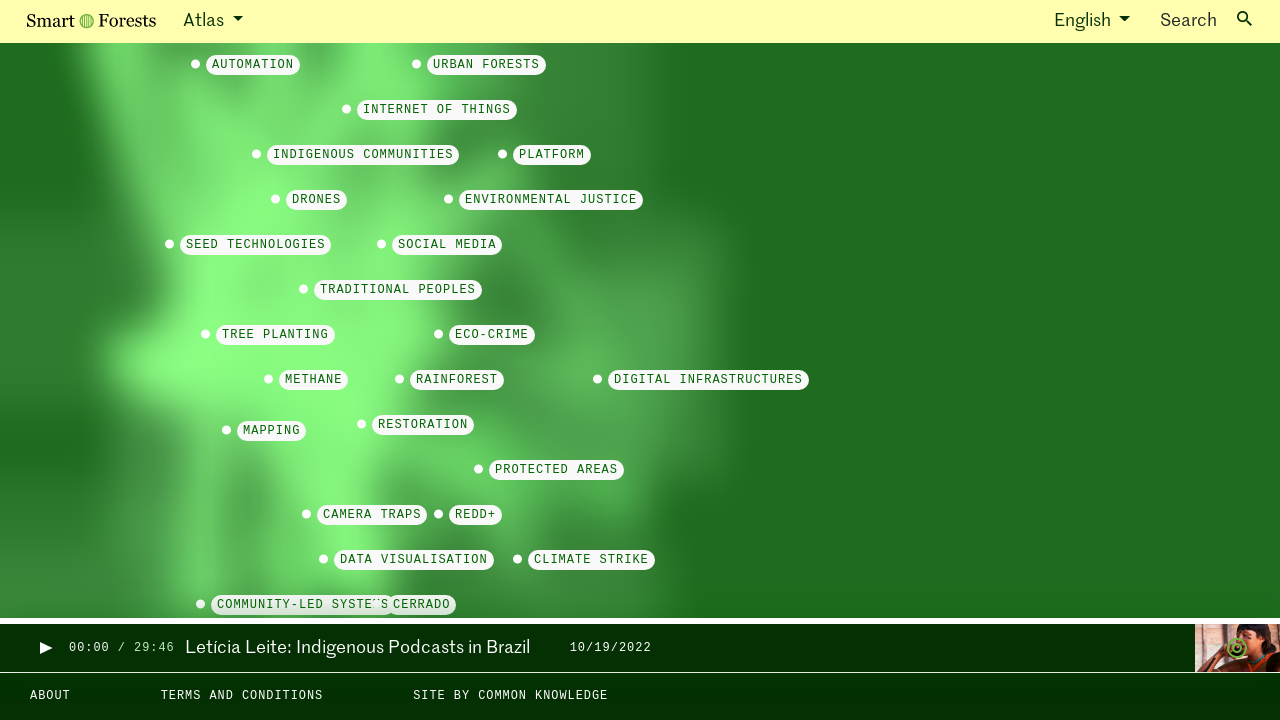 Smart Forests Atlas English Search
AUTOMATION URBAN FORESTS
INTERNET OF THINGS
INDIGENOUS COMMUNITIES PLATFORM
DRONES ENVIRONMENTAL JUSTICE
SEED TECHNOLOGIES SOCIAL MEDIA
TRADITIONAL PEOPLES
TREE PLANTING ECO-CRIME
METHANE RAINFOREST DIGITAL INFRASTRUCTURES
MAPPING RESTORATION
PROTECTED AREAS
CAMERA TRAPS REDD+
DATA VISUALISATION CLIMATE STRIKE
COMMUNITY-LED SYSTEMS CERRADO
00:00 / 29:46 Letícia Leite: Indigenous Podcasts in Brazil 10/19/2022
ABOUT TERMS AND CONDITIONS SITE BY COMMON KNOWLEDGE